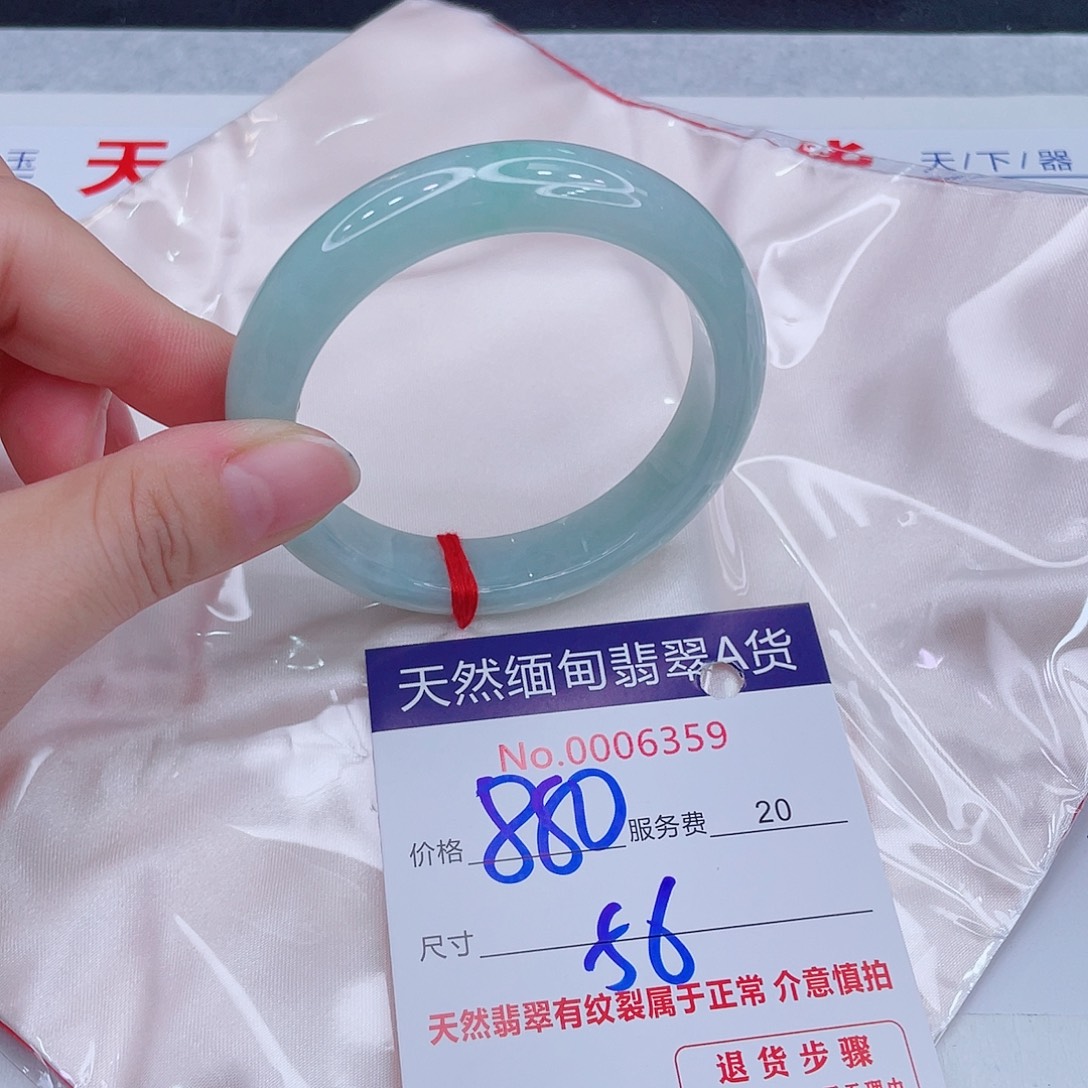 玉
天
天/下/器
天然缅甸翡翠A货
No.0006359
价格 880 服务费 20
尺寸 56
天然翡翠有纹裂属于正常 介意慎拍
退货步骤